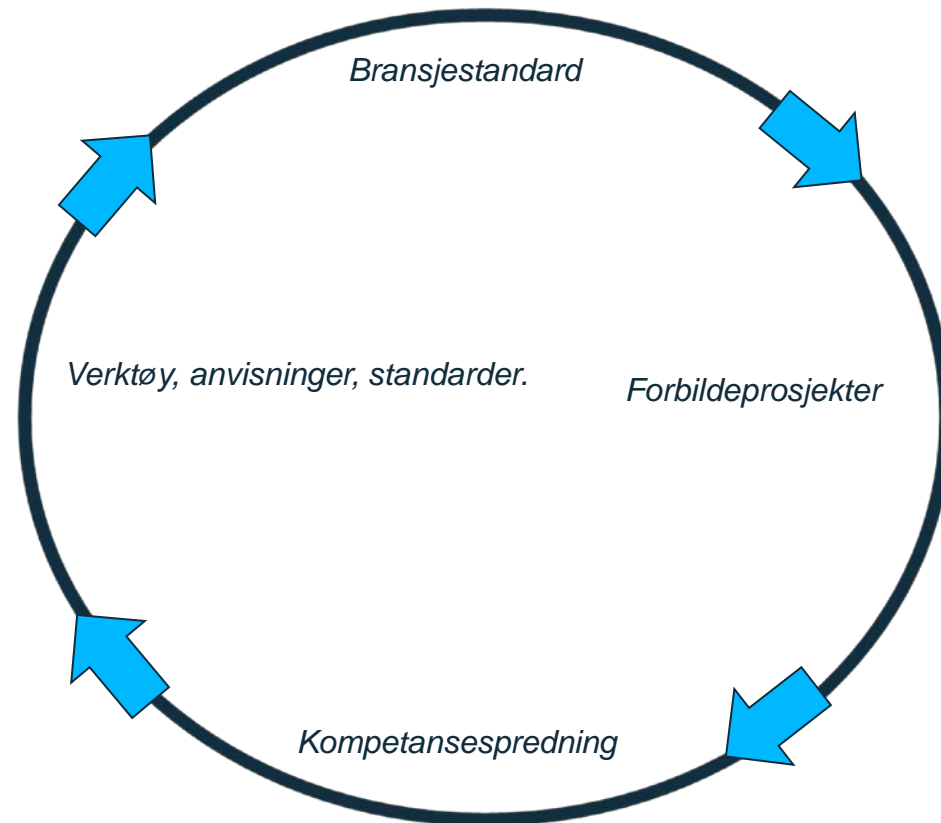 Bransjestandard
Verktøy, anvisninger, standarder.
Forbildeprosjekter
Kompetansespredning